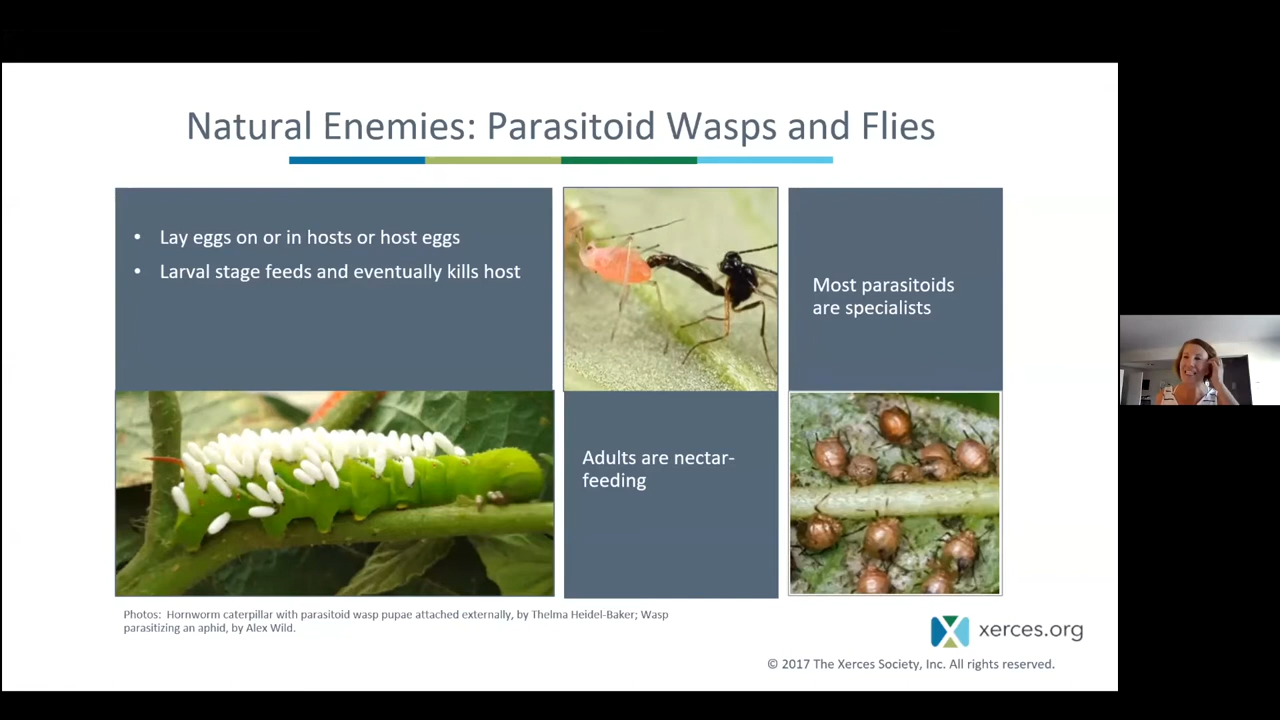 Natural Enemies: Parasitoid Wasps and Flies
• Lay eggs on or in hosts or host eggs
• Larval stage feeds and eventually kills host
Most parasitoids
are specialists
Adults are nectar-
feeding
Photos: Hornworm caterpillar with parasitoid wasp pupae attached externally, by Thelma Heidel-Baker; Wasp
parasitizing an aphid, by Alex Wild.
xerces.org
© 2017 The Xerces Society, Inc. All rights reserved.